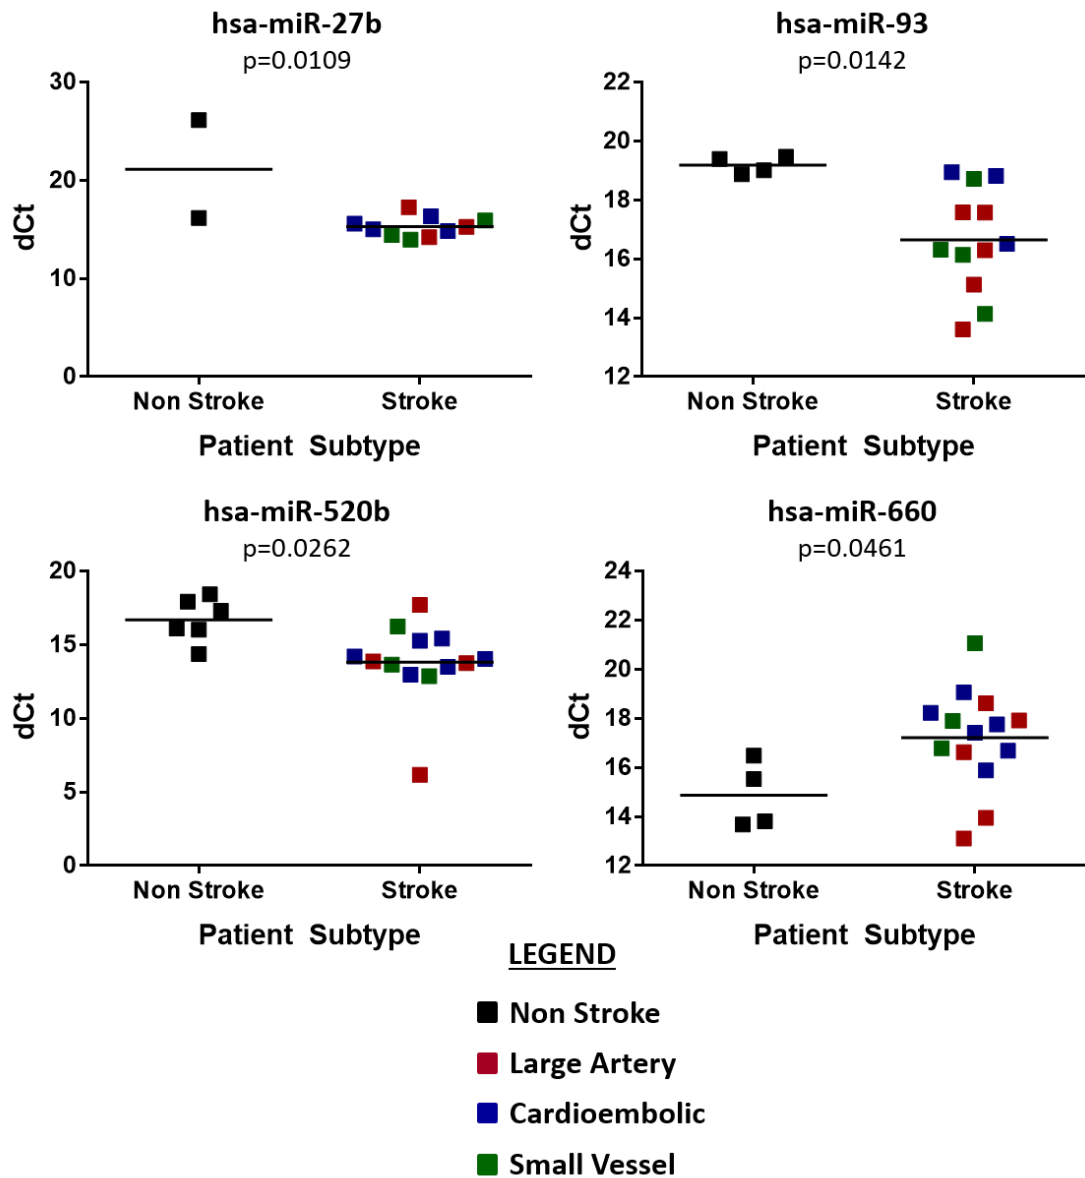 hsa-miR-27b
p=0.0109
30
20
10
0
dCt
Non Stroke
Stroke
Patient Subtype
hsa-miR-93
p=0.0142
22
20
18
16
14
12
dCt
Non Stroke
Stroke
Patient Subtype
hsa-miR-520b
p=0.0262
20
15
10
5
0
dCt
Non Stroke
Stroke
Patient Subtype
hsa-miR-660
p=0.0461
24
22
20
18
16
14
12
dCt
Non Stroke
Stroke
Patient Subtype
LEGEND
Non Stroke
Large Artery
Cardioembolic
Small Vessel